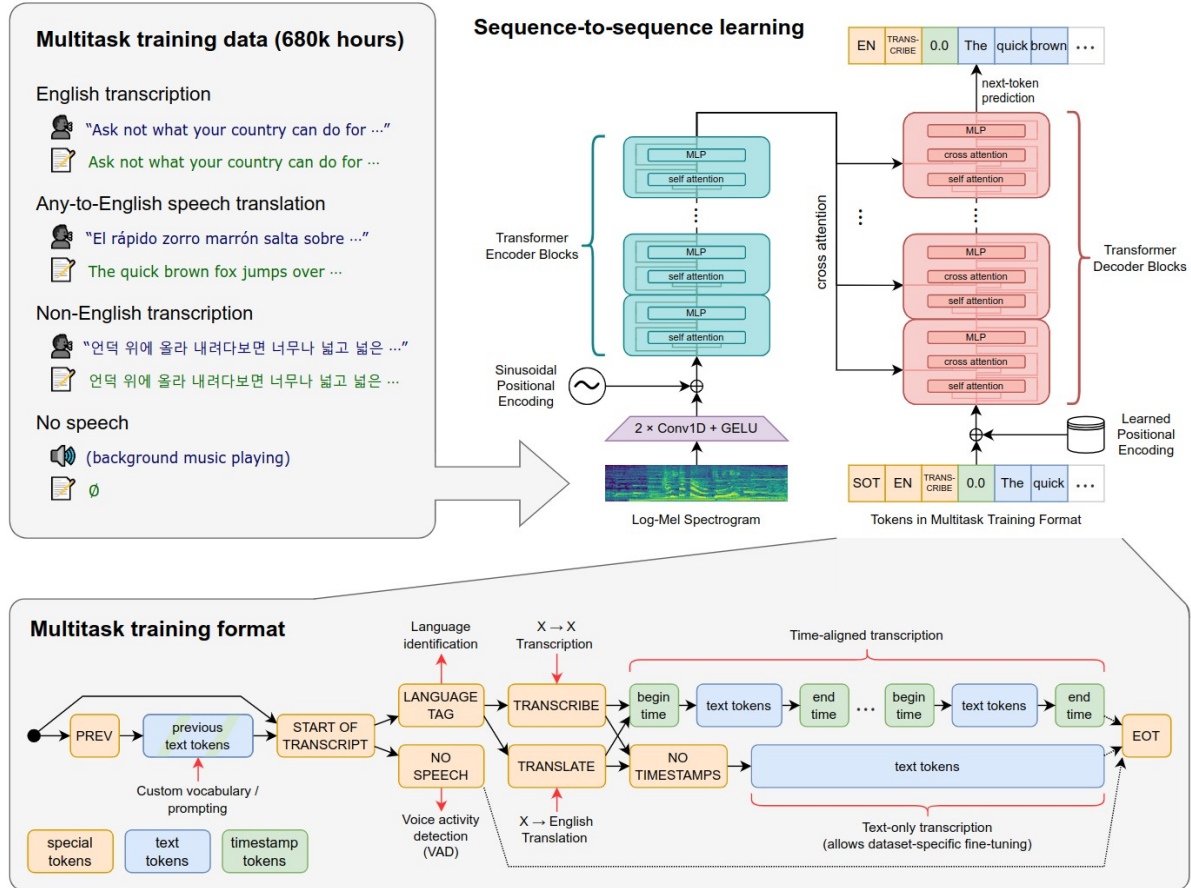 Multitask training data (680k hours)
English transcription
“Ask not what your country can do for ⋯”
Ask not what your country can do for ⋯
Any-to-English speech translation
“El rápido zorro marrón salta sobre ⋯”
The quick brown fox jumps over ⋯
Non-English transcription
“언덕 위에 올라 내려다보면 너무나 넓고 넓은 ⋯”
언덕 위에 올라 내려다보면 너무나 넓고 넓은 ⋯
No speech
(background music playing)
∅
Sequence-to-sequence learning
EN TRANS-CRIBE 0.0 The quick brown ⋯
next-token
prediction
MLP
self attention
⋯
MLP
self attention
MLP
self attention
Transformer
Encoder Blocks
cross attention
⋯
MLP
cross attention
self attention
⋯
MLP
cross attention
self attention
MLP
cross attention
self attention
Transformer
Decoder Blocks
Sinusoidal
Positional
Encoding
2 × Conv1D + GELU
Log-Mel Spectrogram
Learned
Positional
Encoding
SOT EN TRANS-CRIBE 0.0 The quick ⋯
Tokens in Multitask Training Format
Multitask training format
Language
identification
X → X
Transcription
Time-aligned transcription
PREV
previous
text tokens
START OF
TRANSCRIPT
LANGUAGE
TAG
NO
SPEECH
TRANSCRIBE
TRANSLATE
begin
time
text tokens
end
time
⋯
begin
time
text tokens
end
time
NO
TIMESTAMPS
text tokens
EOT
Custom vocabulary /
prompting
Voice activity
detection
(VAD)
X → English
Translation
Text-only transcription
(allows dataset-specific fine-tuning)
special
tokens
text
tokens
timestamp
tokens